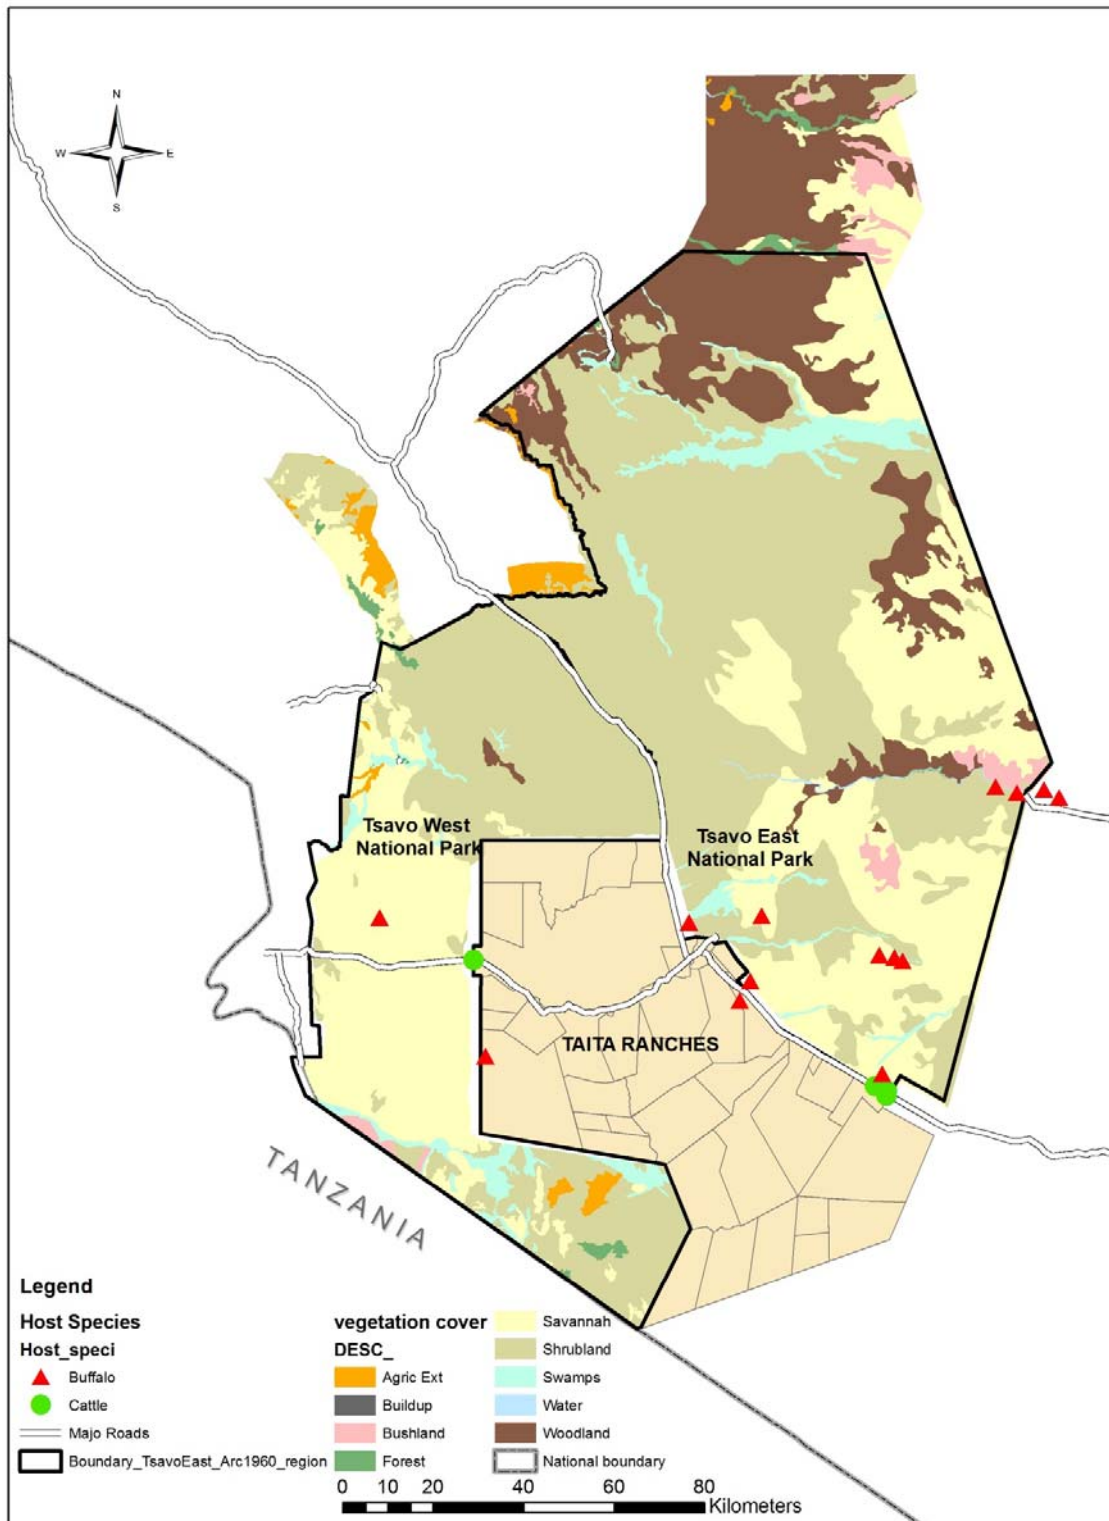 N
W E
S
Tsavo West
National Park
Tsavo East
National Park
TAITA RANCHES
TANZANIA
Legend
Host Species
Host_speci
Buffalo
Cattle
Majo Roads
Boundary_TsavoEast_Arc1960_region
vegetation cover
DESC_
Agric Ext
Buildup
Bushland
Forest
Savannah
Shrubland
Swamps
Water
Woodland
National boundary
0 10 20 40 60 80
Kilometers